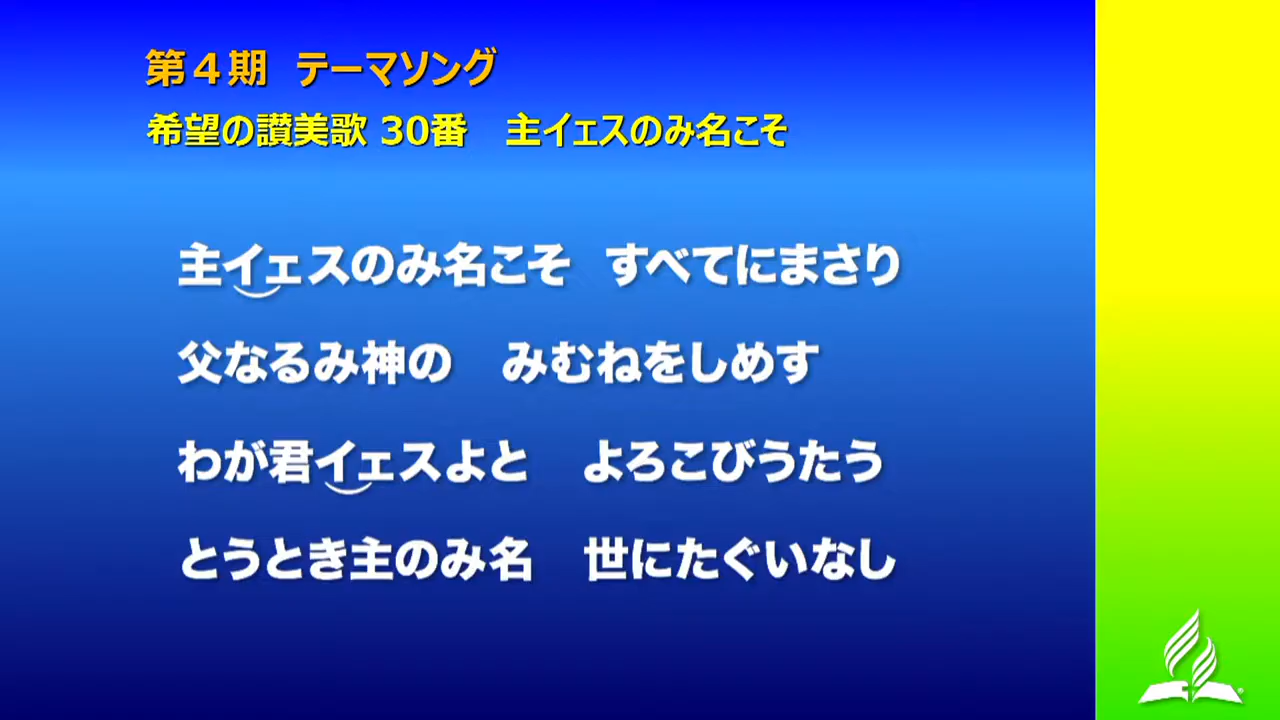 第４期　テーマソング
希望の讃美歌 30番　主イェスのみ名こそ
主イェスのみ名こそ　すべてにまさり
父なるみ神の　みむねをしめす
わが君イェスよと　よろこびうたう
とうとき主のみ名　世にたぐいなし